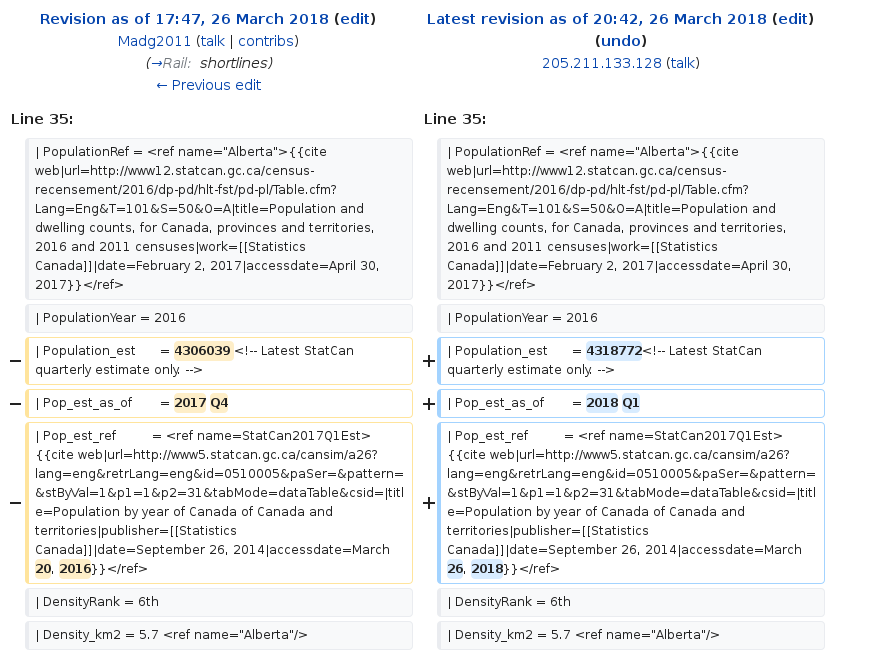 Revision as of 17:47, 26 March 2018 (edit)
Madg2011 (talk | contribs)
(→Rail: shortlines)
← Previous edit
Latest revision as of 20:42, 26 March 2018 (edit)
(undo)
205.211.133.128 (talk)
Line 35:
| PopulationRef = <ref name="Alberta">{{cite
web|url=http://www12.statcan.gc.ca/census-
recensement/2016/dp-pd/hlt-fst/pd-pl/Table.cfm?
Lang=Eng&T=101&S=50&O=A|title=Population and
dwelling counts, for Canada, provinces and territories,
2016 and 2011 censuses|work=[[Statistics
Canada]]|date=February 2, 2017|accessdate=April 30,
2017}}</ref>
| PopulationYear = 2016
− | Population_est = 4306039 <!-- Latest StatCan
quarterly estimate only. -->
− | Pop_est_as_of = 2017 Q4
− | Pop_est_ref = <ref name=StatCan2017Q1Est>
{{cite web|url=http://www5.statcan.gc.ca/cansim/a26?
lang=eng&retrLang=eng&id=0510005&paSer=&pattern=
&stByVal=1&p1=1&p2=31&tabMode=dataTable&csid=|titl
e=Population by year of Canada of Canada and
territories|publisher=[[Statistics
Canada]]|date=September 26, 2014|accessdate=March
20, 2016}}</ref>
| DensityRank = 6th
| Density_km2 = 5.7 <ref name="Alberta"/>
Line 35:
| PopulationRef = <ref name="Alberta">{{cite
web|url=http://www12.statcan.gc.ca/census-
recensement/2016/dp-pd/hlt-fst/pd-pl/Table.cfm?
Lang=Eng&T=101&S=50&O=A|title=Population and
dwelling counts, for Canada, provinces and territories,
2016 and 2011 censuses|work=[[Statistics
Canada]]|date=February 2, 2017|accessdate=April 30,
2017}}</ref>
| PopulationYear = 2016
+ | Population_est = 4318772<!-- Latest StatCan
quarterly estimate only. -->
+ | Pop_est_as_of = 2018 Q1
+ | Pop_est_ref = <ref name=StatCan2017Q1Est>
{{cite web|url=http://www5.statcan.gc.ca/cansim/a26?
lang=eng&retrLang=eng&id=0510005&paSer=&pattern=
&stByVal=1&p1=1&p2=31&tabMode=dataTable&csid=|titl
e=Population by year of Canada of Canada and
territories|publisher=[[Statistics
Canada]]|date=September 26, 2014|accessdate=March
26, 2018}}</ref>
| DensityRank = 6th
| Density_km2 = 5.7 <ref name="Alberta"/>